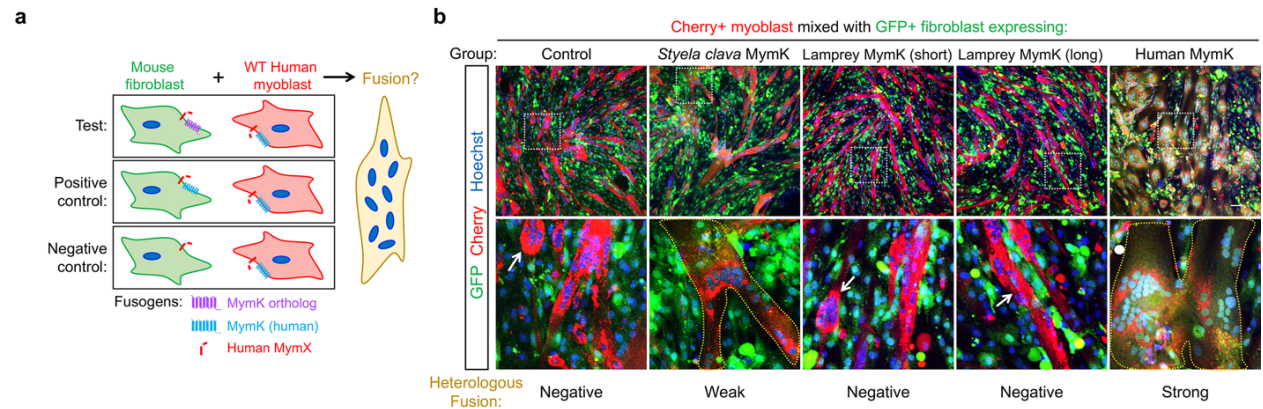 a
Mouse
fibroblast
+
WT Human
myoblast
Fusion?
Test:
Positive
control:
Negative
control:
Fusogens:
MymK ortholog
MymK (human)
Human MymX
b
Cherry+ myoblast mixed with GFP+ fibroblast expressing:
Group:
Control
Styela clava MymK
Lamprey MymK (short)
Lamprey MymK (long)
Human MymK
GFP Cherry Hoechst
Heterologous
Fusion:
Negative
Weak
Negative
Negative
Strong